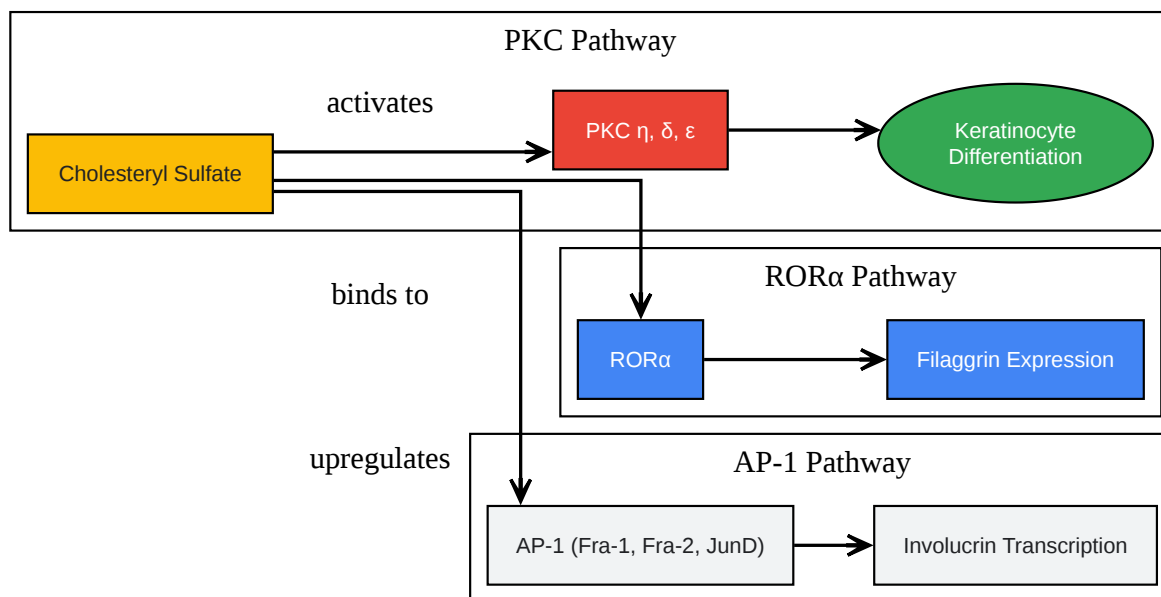 PKC Pathway
activates
PKC η, δ, ε
Keratinocyte
Differentiation
Cholesteryl Sulfate
RORα Pathway
binds to
RORα
Filaggrin Expression
upregulates
AP-1 Pathway
AP-1 (Fra-1, Fra-2, JunD)
Involucrin Transcription